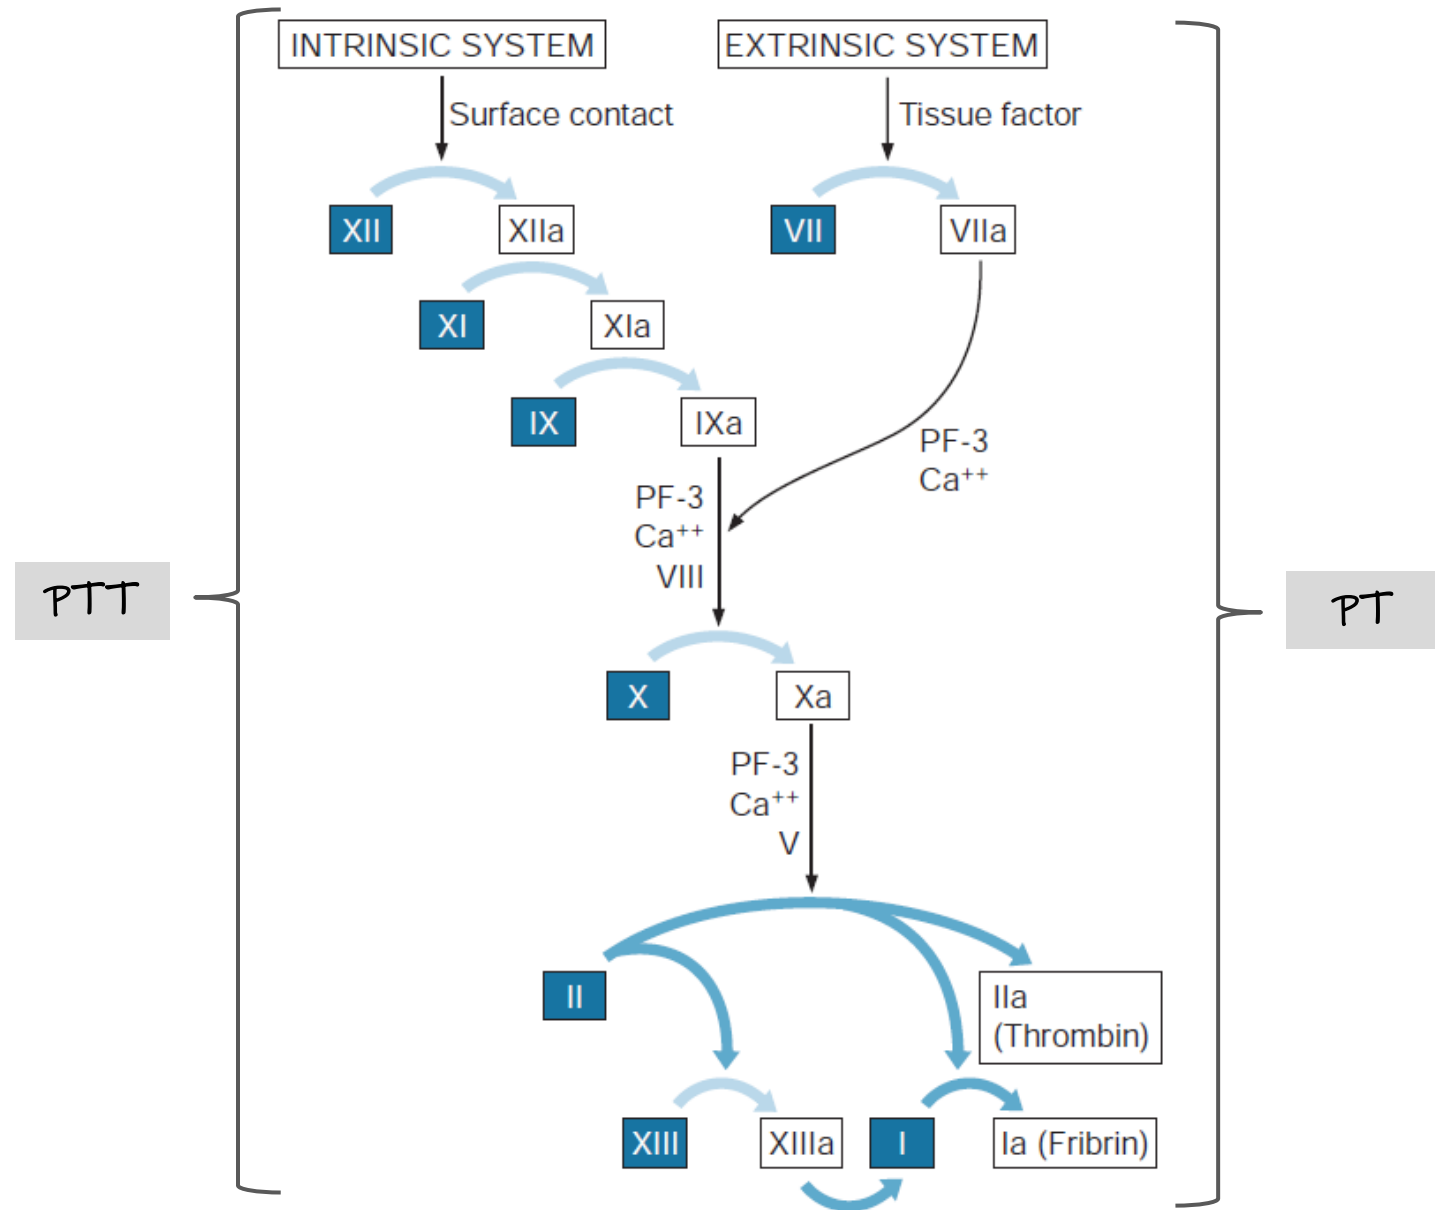 INTRINSIC SYSTEM
EXTRINSIC SYSTEM
Surface contact
Tissue factor
XII
XIIa
VII
VIIa
XI
XIa
IX
IXa
PF-3
Ca++
PF-3
Ca++
VIII
PTT
PT
X
Xa
PF-3
Ca++
V
II
IIa
(Thrombin)
XIII
XIIIa
I
Ia (Fribrin)